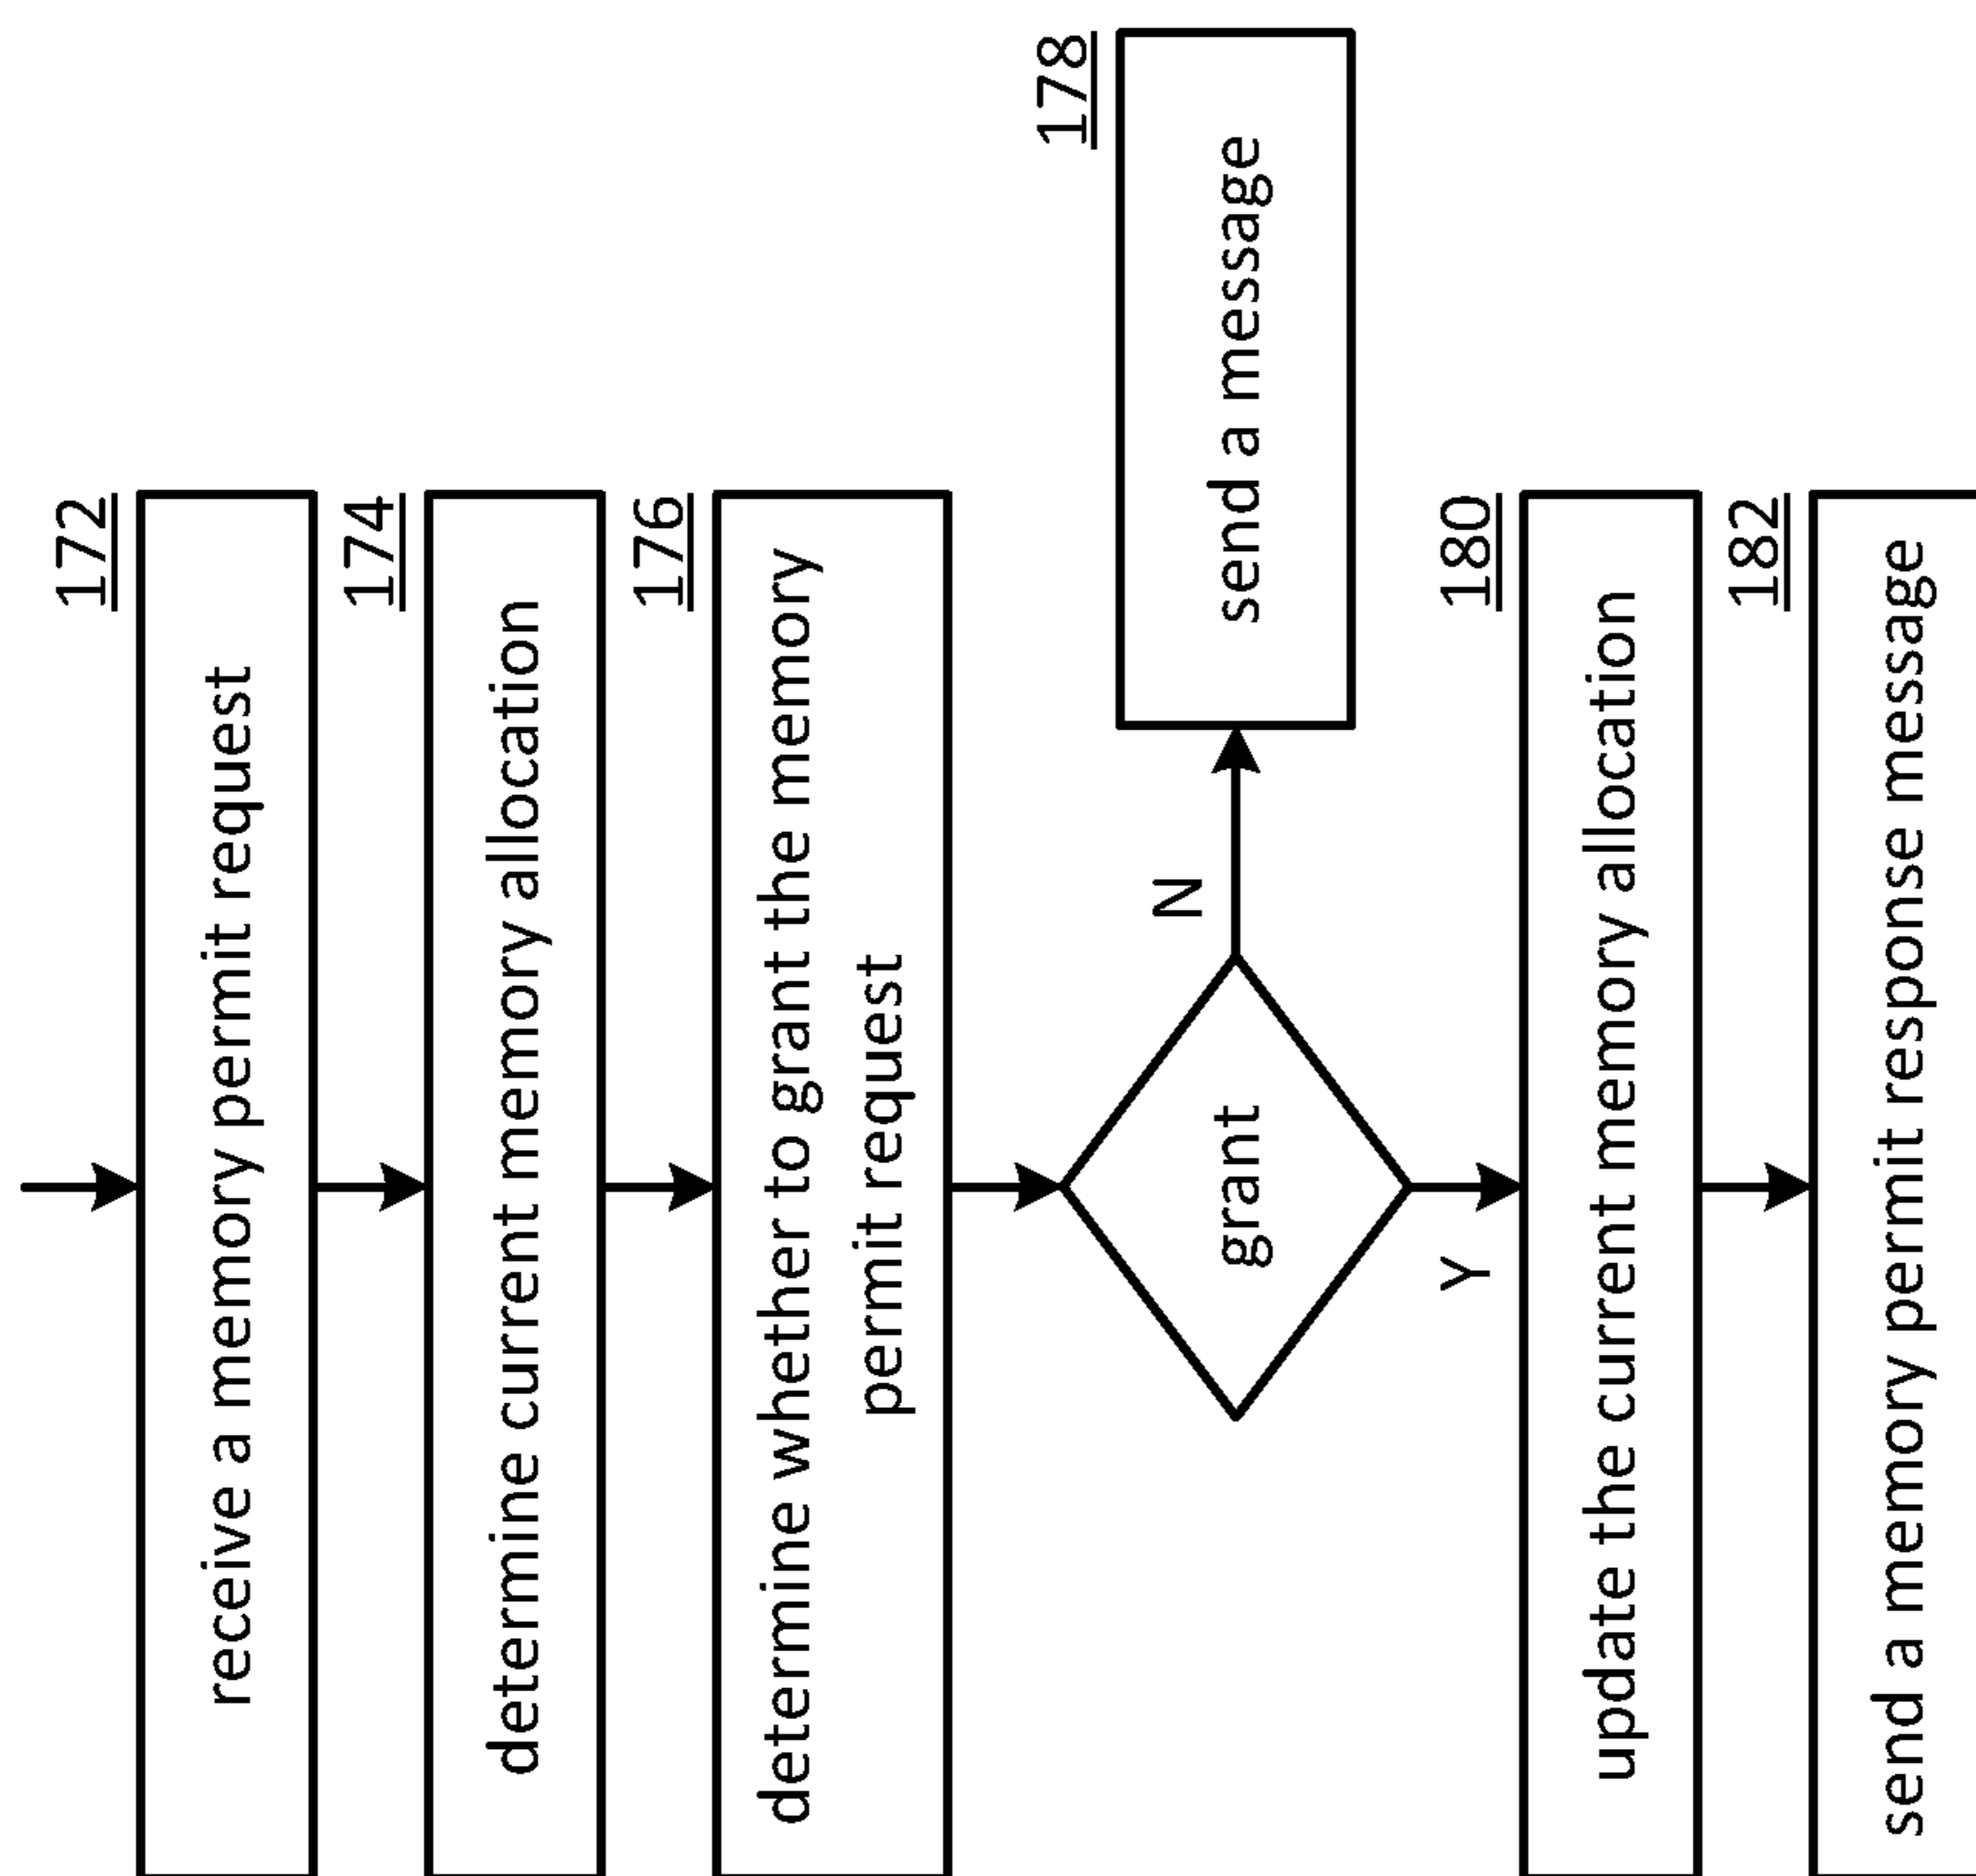 172
receive a memory permit request
174
determine current memory allocation
176
determine whether to grant the memory
permit request
grant
N
178
send a message
Y
180
update the current memory allocation
182
send a memory permit response message